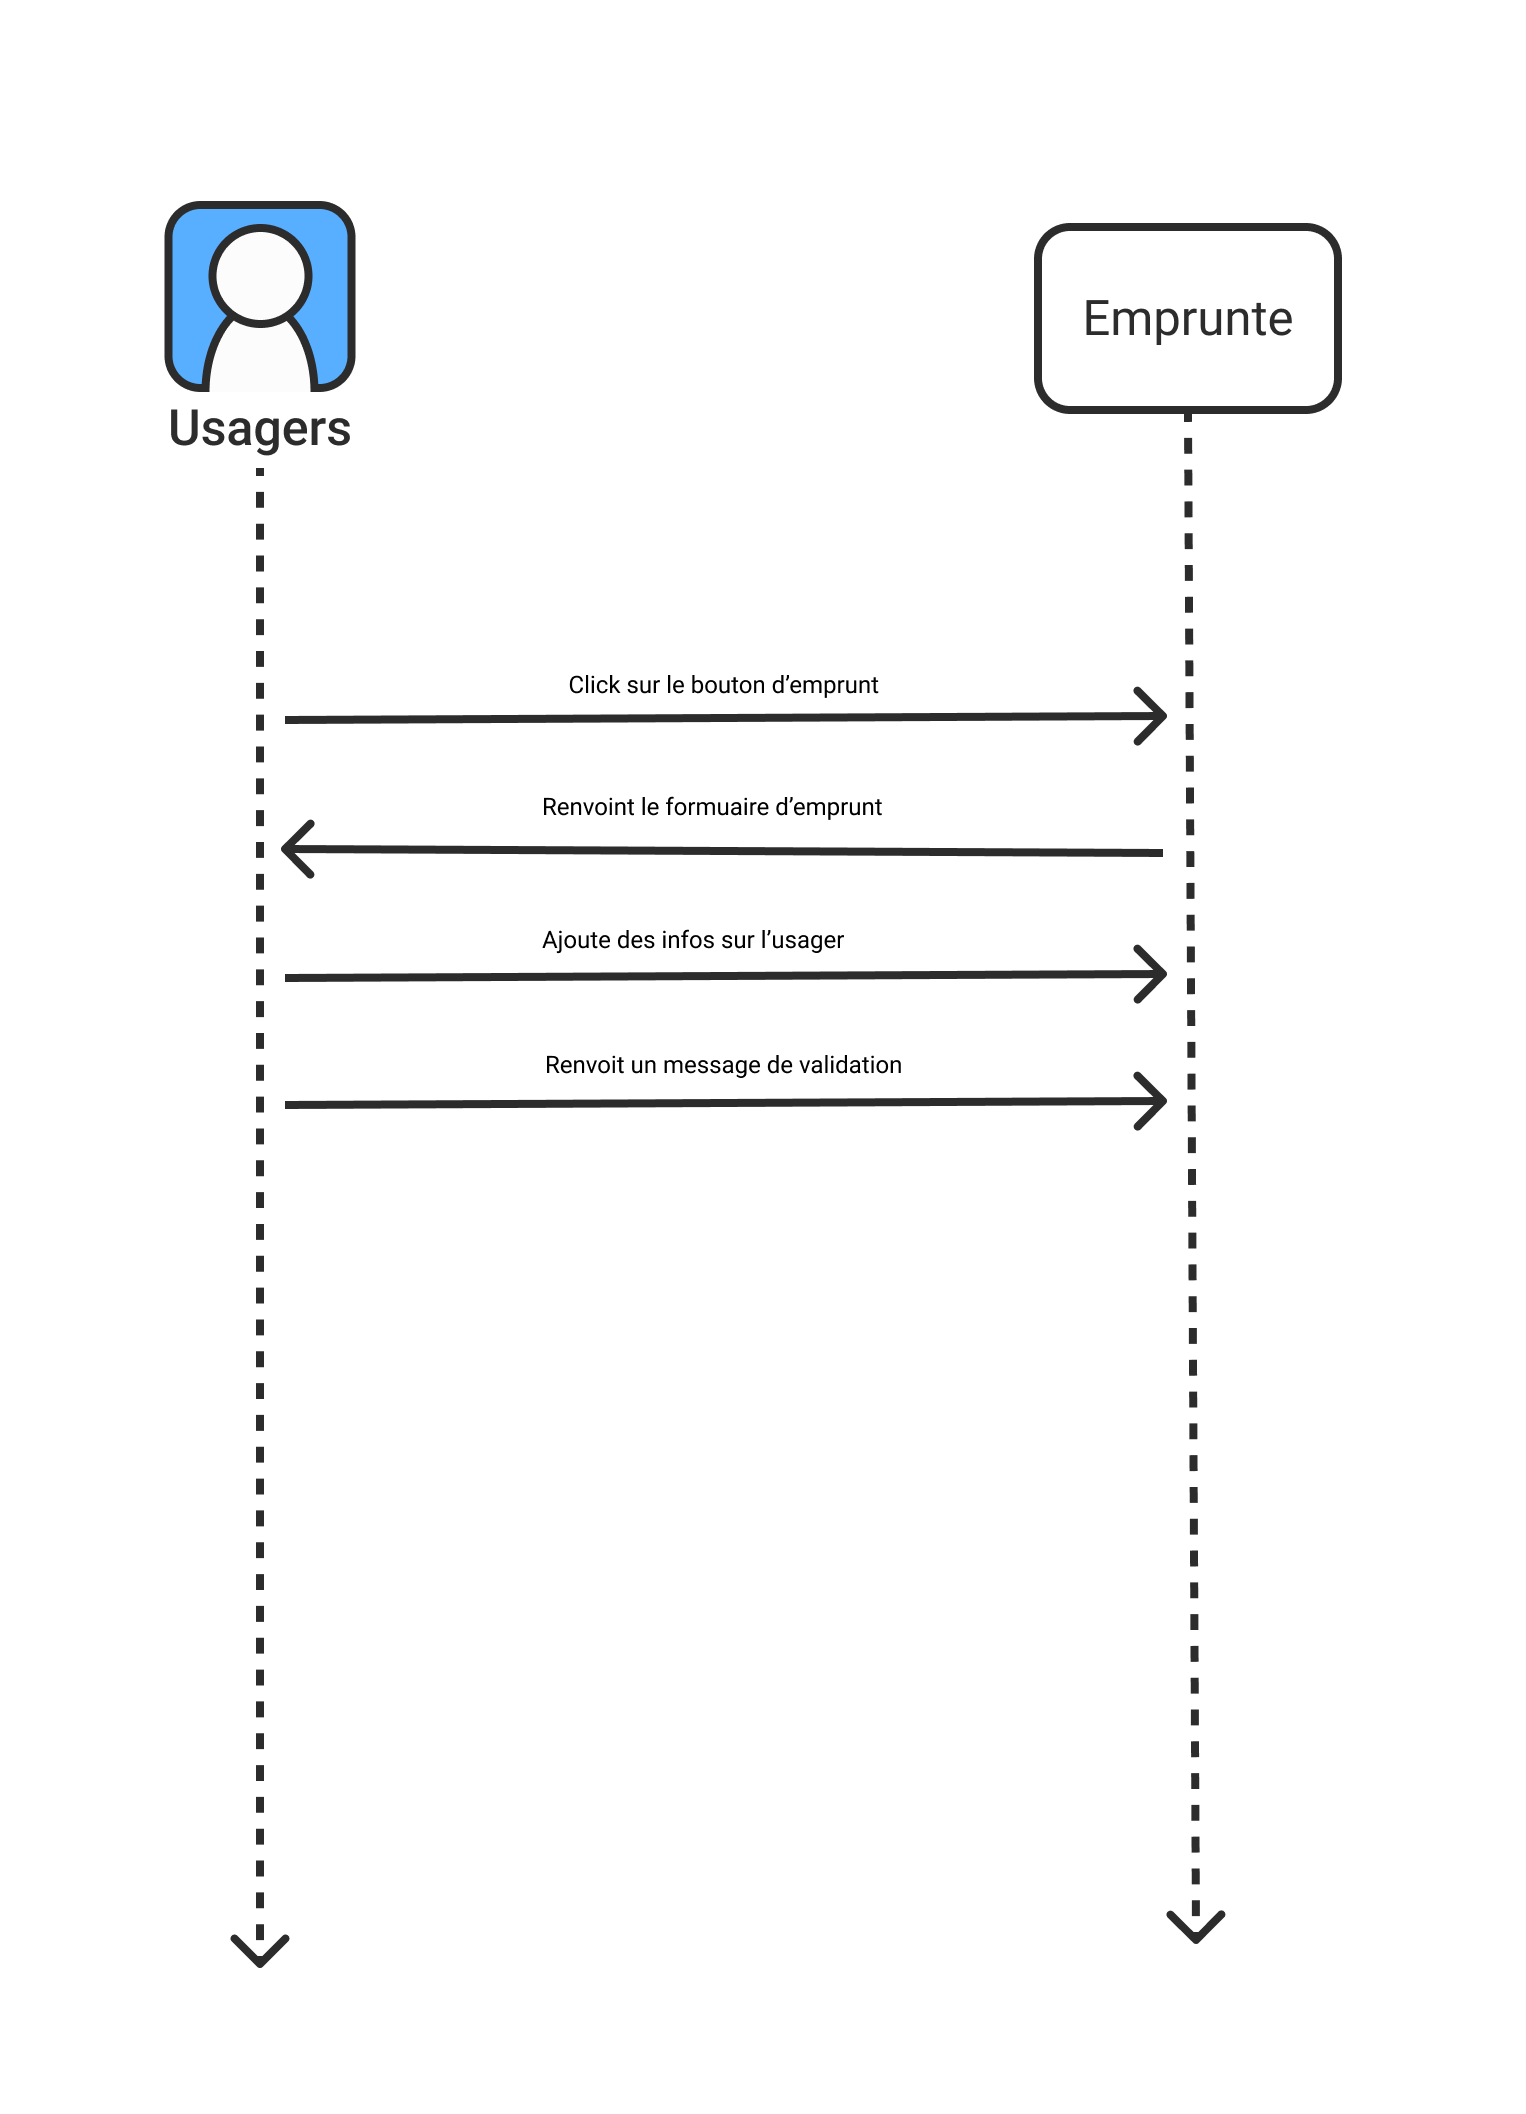 Usagers
Emprunte
Click sur le bouton d’emprunt
Renvoint le formuaire d’emprunt
Ajoute des infos sur l’usager
Renvoit un message de validation